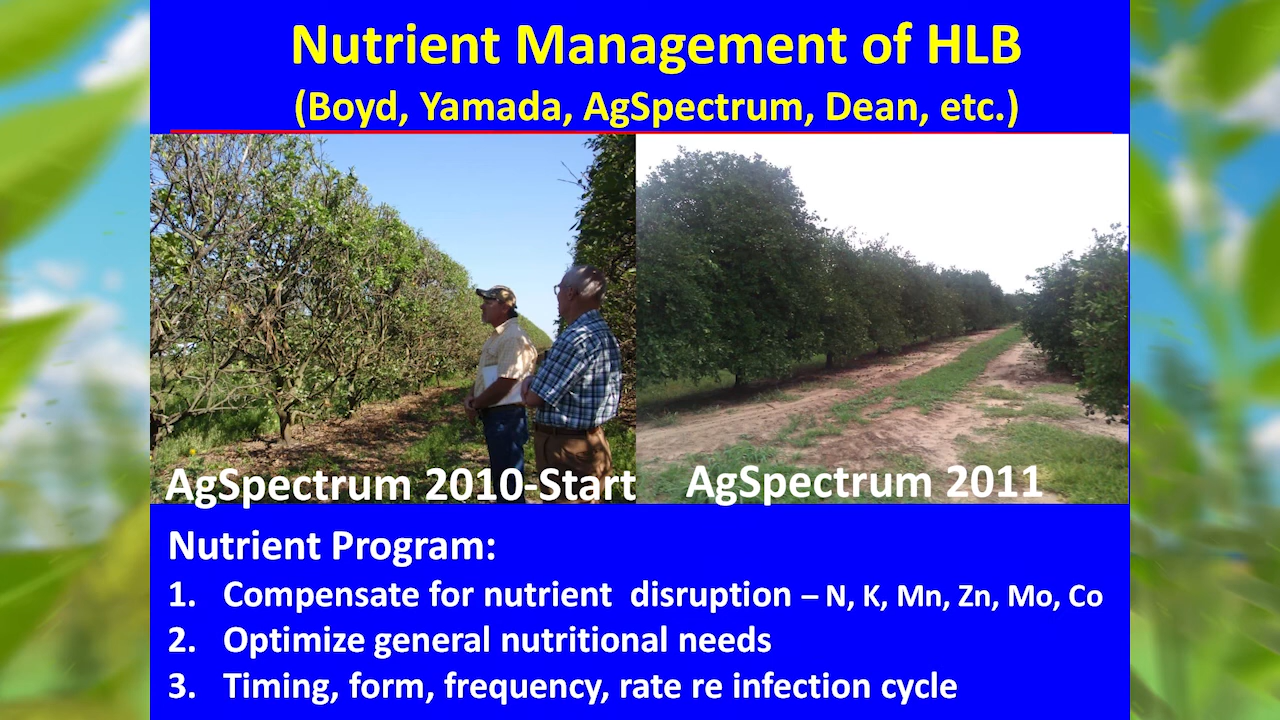 Nutrient Management of HLB
(Boyd, Yamada, AgSpectrum, Dean, etc.)
AgSpectrum 2010-Start
AgSpectrum 2011
Nutrient Program:
1. Compensate for nutrient disruption – N, K, Mn, Zn, Mo, Co
2. Optimize general nutritional needs
3. Timing, form, frequency, rate re infection cycle